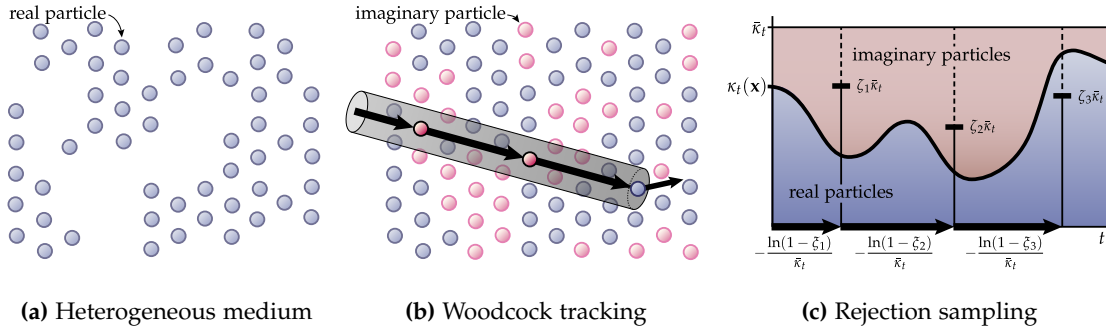 real particle
(a) Heterogeneous medium
imaginary particle
(b) Woodcock tracking
κ̄ₜ
imaginary particles
κₜ(𝐱)
ζ₁κ̄ₜ
ζ₂κ̄ₜ
ζ₃κ̄ₜ
real particles
t
−ln(1−ξ₁)/κ̄ₜ
−ln(1−ξ₂)/κ̄ₜ
−ln(1−ξ₃)/κ̄ₜ
(c) Rejection sampling